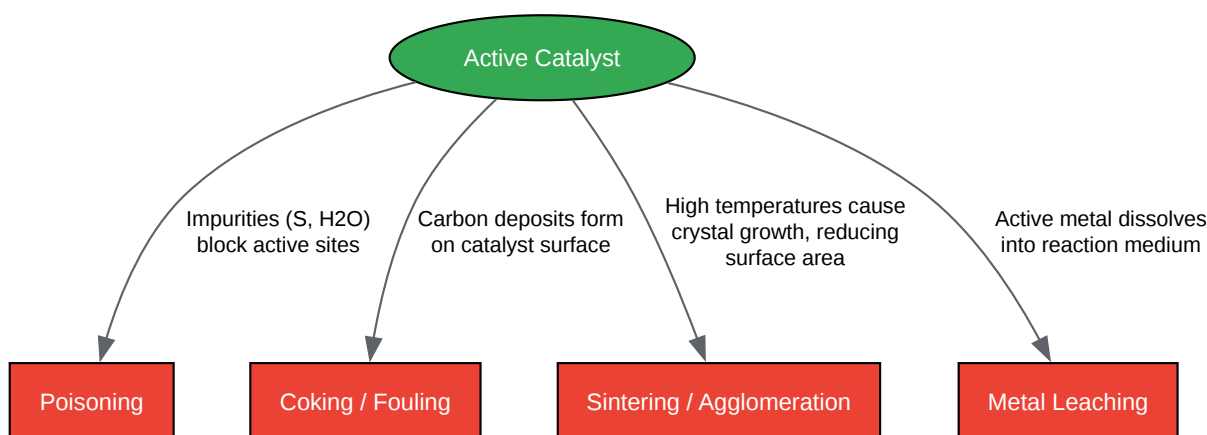 Active Catalyst
Impurities (S, H2O)
block active sites
Carbon deposits form
on catalyst surface
High temperatures cause
crystal growth, reducing
surface area
Active metal dissolves
into reaction medium
Poisoning
Coking / Fouling
Sintering / Agglomeration
Metal Leaching